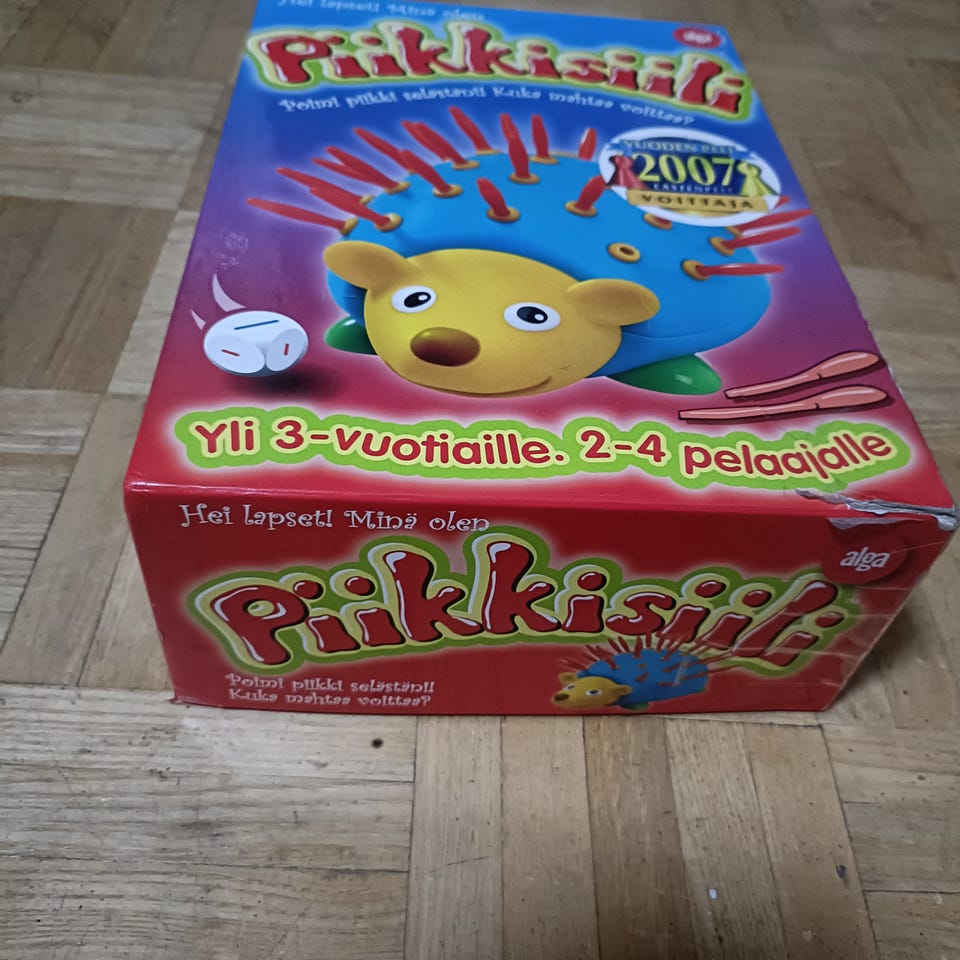 Hei lapset! Minä olen
alga
Piikkisiili
Poimi piikki selästäni! Kuka mahtaa voittaa?
VUODEN PELI
2007
LASTENPELI
VOITTAJA
Yli 3-vuotiaille. 2-4 pelaajalle
Hei lapset! Minä olen
alga
Piikkisiili
Poimi piikki selästäni!
Kuka mahtaa voittaa?